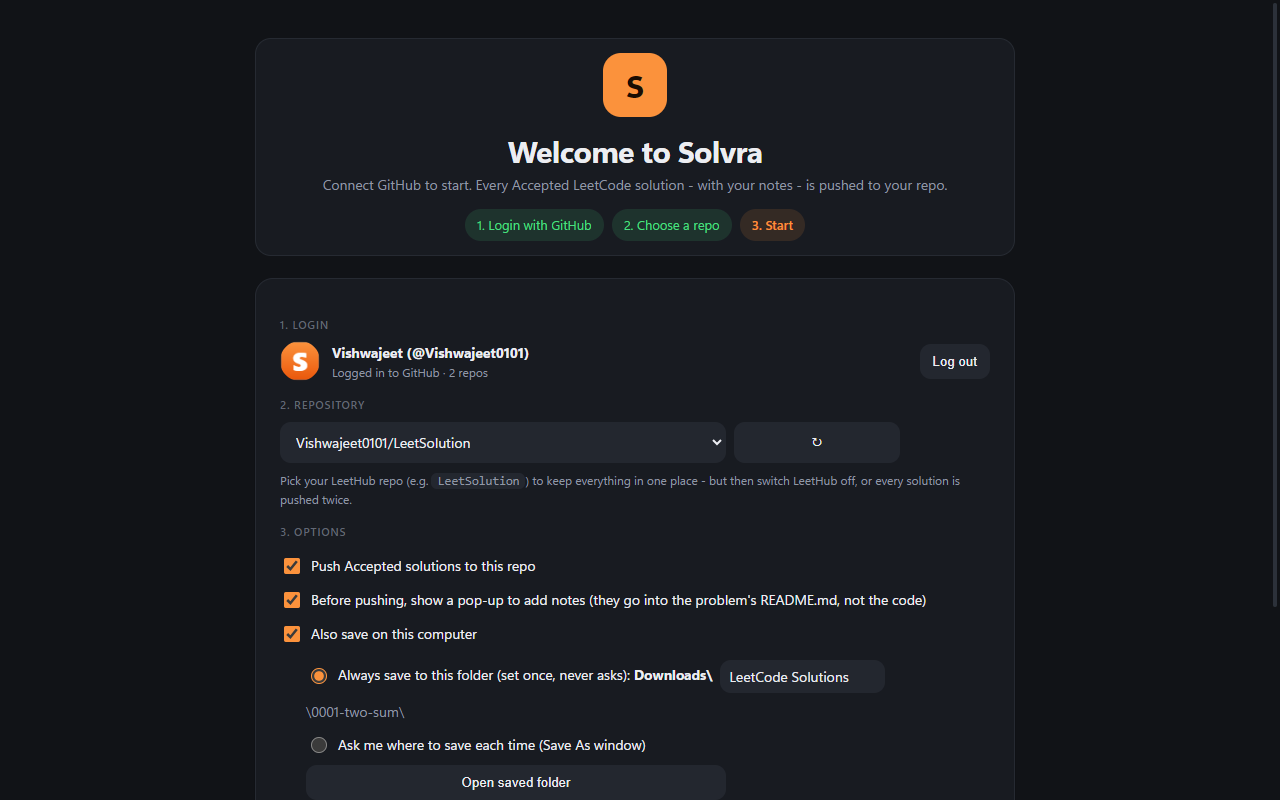 S
Welcome to Solvra
Connect GitHub to start. Every Accepted LeetCode solution - with your notes - is pushed to your repo.
1. Login with GitHub
2. Choose a repo
3. Start
1. LOGIN
S
Vishwajeet (@Vishwajeet0101)
Logged in to GitHub · 2 repos
Log out
2. REPOSITORY
Vishwajeet0101/LeetSolution
↻
Pick your LeetHub repo (e.g. LeetSolution ) to keep everything in one place - but then switch LeetHub off, or every solution is
pushed twice.
3. OPTIONS
Push Accepted solutions to this repo
Before pushing, show a pop-up to add notes (they go into the problem's README.md, not the code)
Also save on this computer
Always save to this folder (set once, never asks): Downloads\ LeetCode Solutions
\0001-two-sum\
Ask me where to save each time (Save As window)
Open saved folder